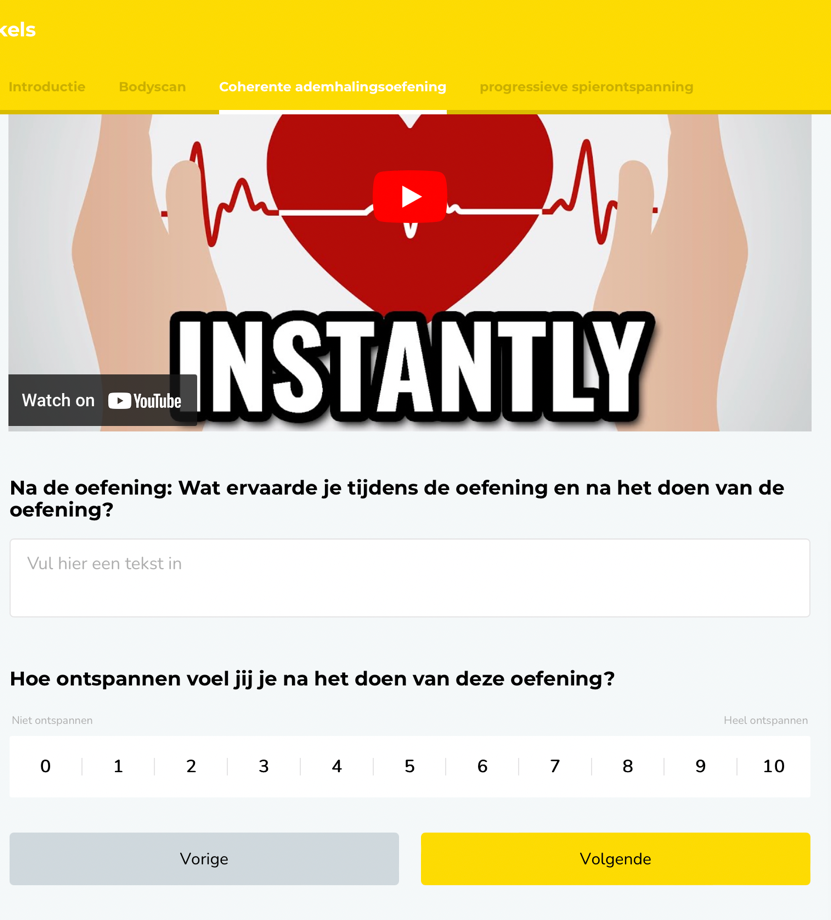 kels
Introductie
Bodyscan
Coherente ademhalingsoefening
progressieve spierontspanning
INSTANTLY
Watch on YouTube
Na de oefening: Wat ervaarde je tijdens de oefening en na het doen van de
oefening?
Vul hier een tekst in
Hoe ontspannen voel jij je na het doen van deze oefening?
Niet ontspannen
Heel ontspannen
0 1 2 3 4 5 6 7 8 9 10
Vorige
Volgende